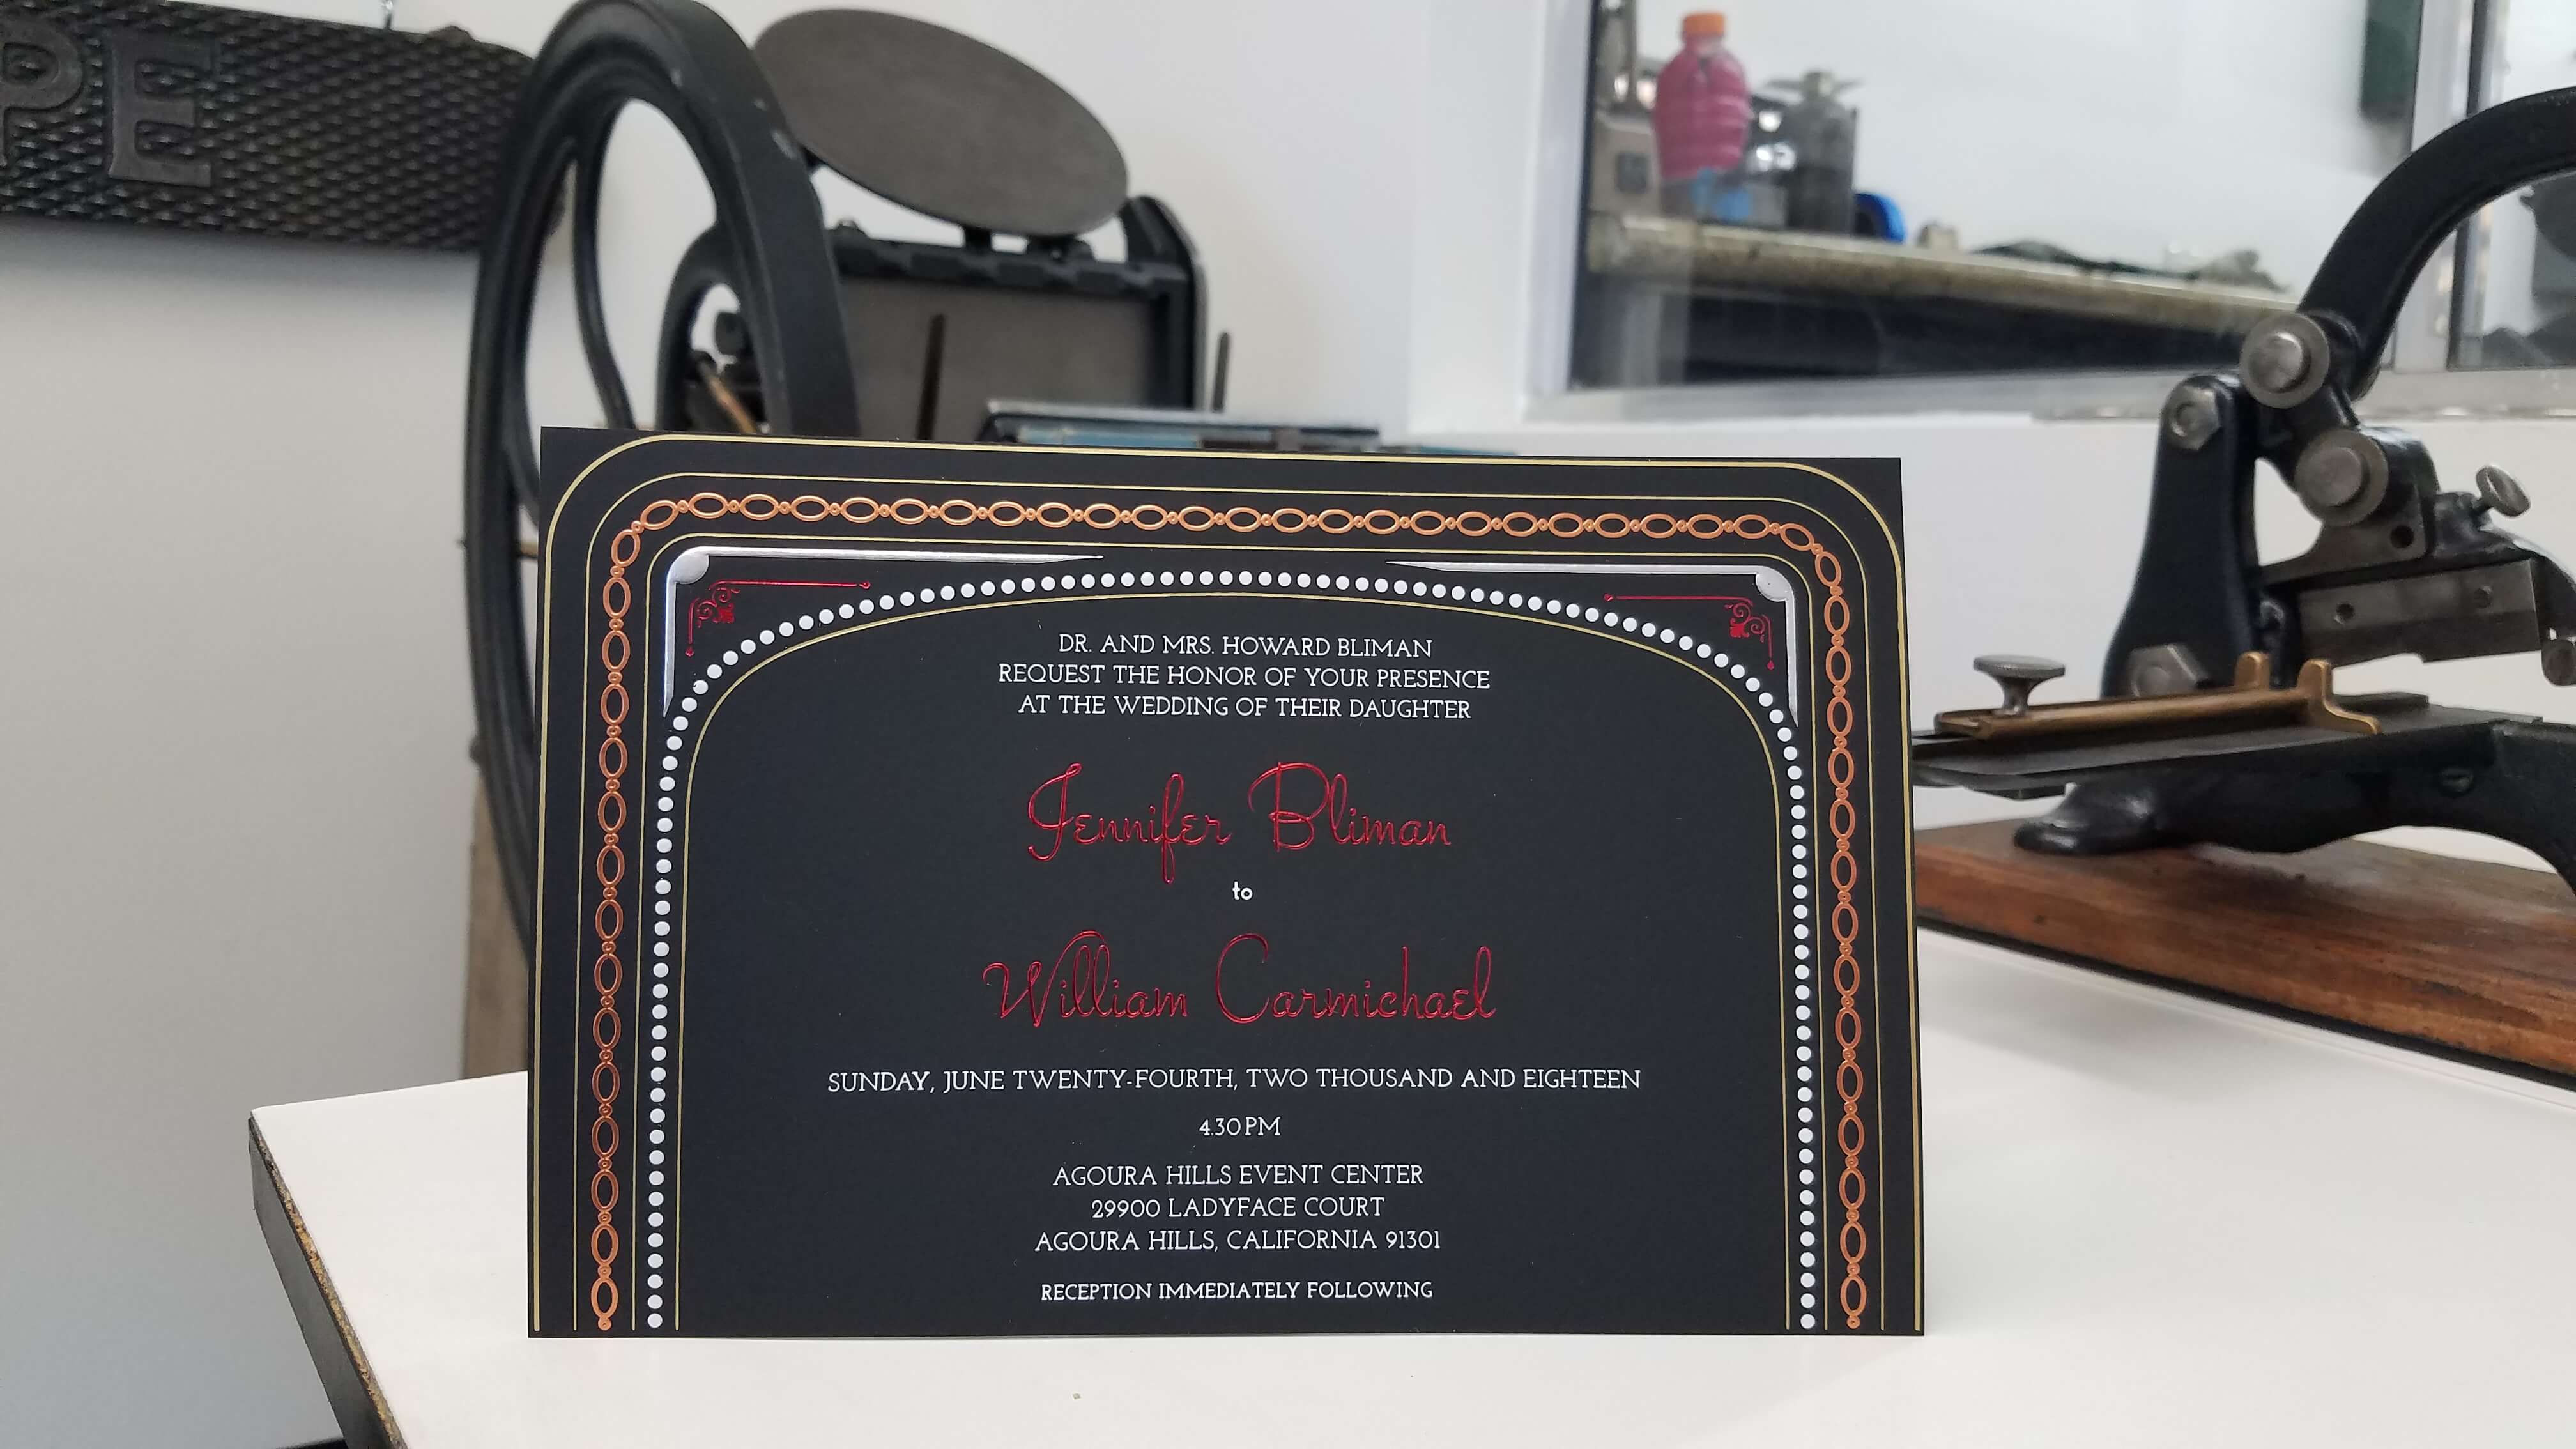 PE
DR. AND MRS. HOWARD BLIMAN
REQUEST THE HONOR OF YOUR PRESENCE
AT THE WEDDING OF THEIR DAUGHTER
Jennifer Bliman
to
William Carmichael
SUNDAY, JUNE TWENTY-FOURTH, TWO THOUSAND AND EIGHTEEN
4.30 PM
AGOURA HILLS EVENT CENTER
29900 LADYFACE COURT
AGOURA HILLS, CALIFORNIA 91301
RECEPTION IMMEDIATELY FOLLOWING